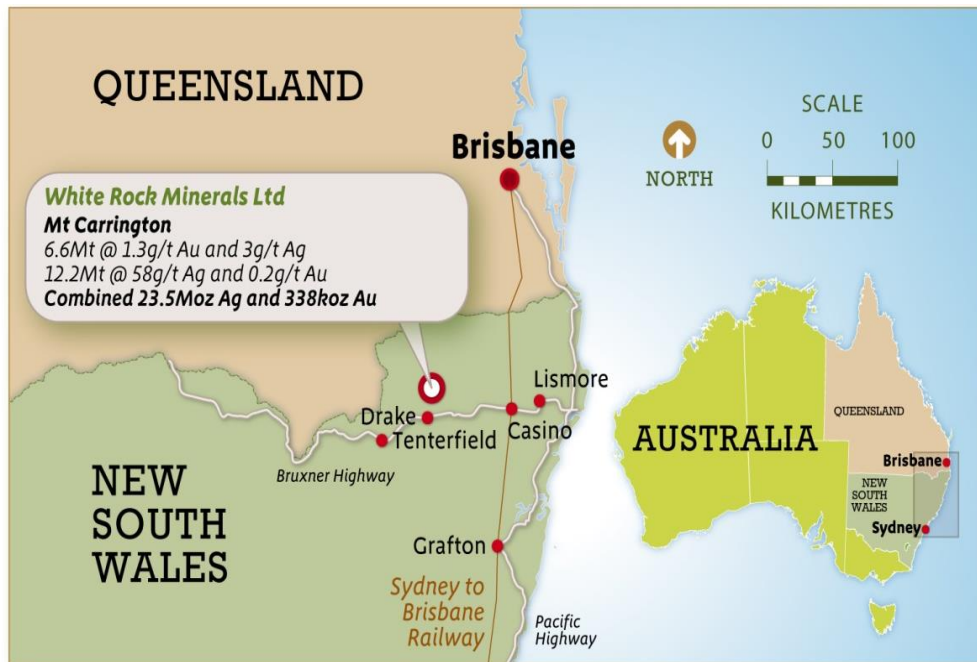 QUEENSLAND
Brisbane
White Rock Minerals Ltd
Mt Carrington
6.6Mt @ 1.3g/t Au and 3g/t Ag
12.2Mt @ 58g/t Ag and 0.2g/t Au
Combined 23.5Moz Ag and 338koz Au
NORTH
SCALE
0 50 100
KILOMETRES
Lismore
Drake
Tenterfield
Casino
Bruxner Highway
NEW
SOUTH
WALES
Grafton
Sydney to
Brisbane
Railway
Pacific
Highway
AUSTRALIA
QUEENSLAND
Brisbane
NEW
SOUTH
WALES
Sydney